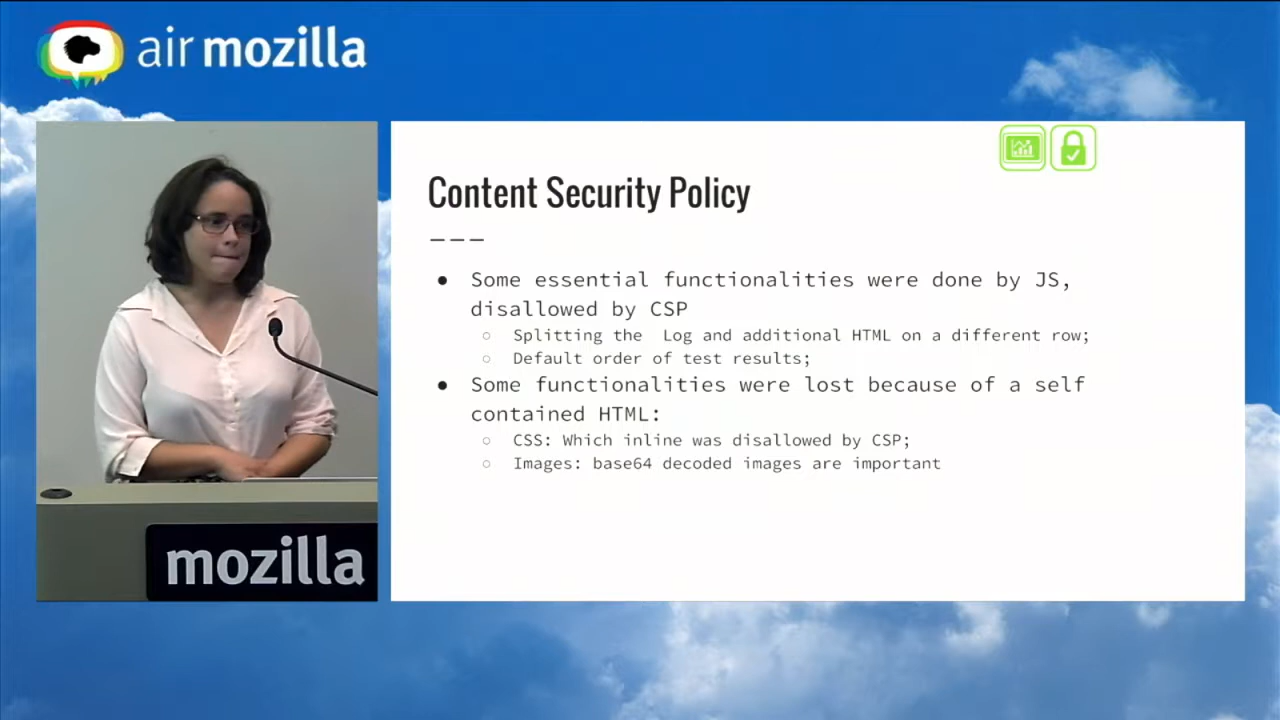 air mozilla
Content Security Policy
---
● Some essential functionalities were done by JS,
disallowed by CSP
○ Splitting the  Log and additional HTML on a different row;
○ Default order of test results;
● Some functionalities were lost because of a self
contained HTML:
○ CSS: Which inline was disallowed by CSP;
○ Images: base64 decoded images are important
mozilla